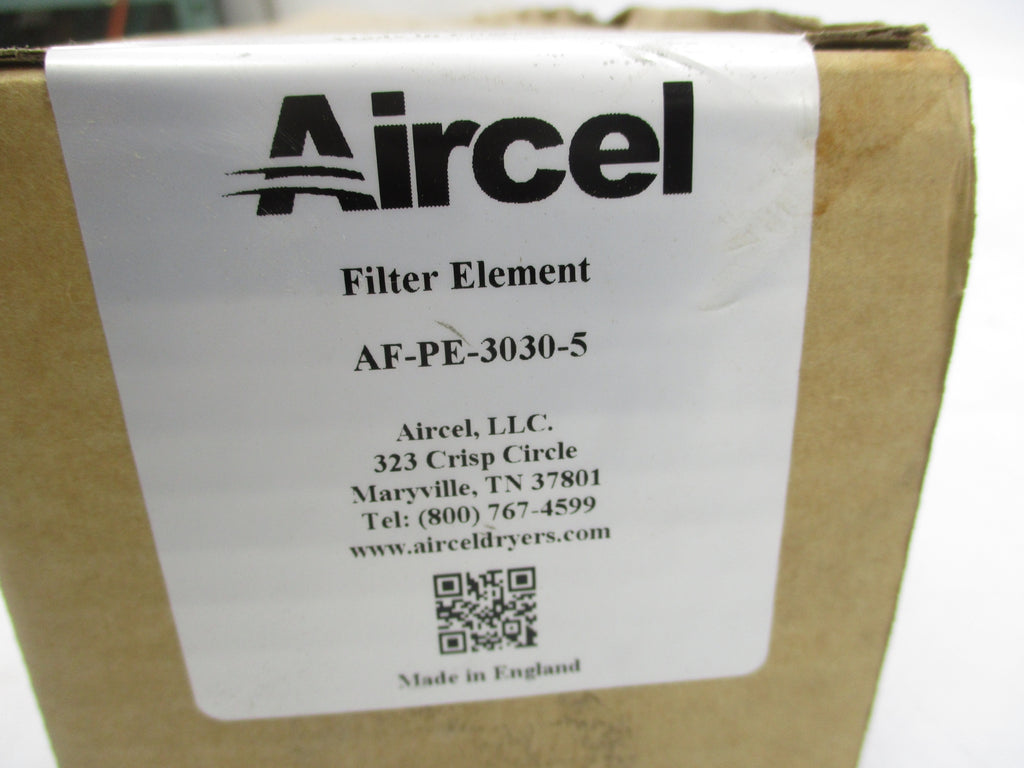 Aircel
Filter Element
AF-PE-3030-5
Aircel, LLC.
323 Crisp Circle
Maryville, TN 37801
Tel: (800) 767-4599
www.airceldryers.com
Made in England